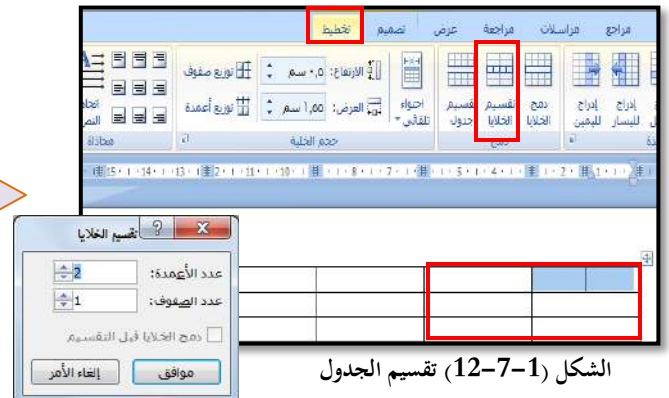 مراجع مراسلات مراجعة عرض تصميم تخطيط
إدراج لليسار
إدراج لليمين
دمج الخلايا
تقسيم الخلايا
تقسيم جدول
احتواء تلقائي
الارتفاع: ٠,٥ سم
العرض: ١,٥٥ سم
توزيع صفوف
توزيع أعمدة
دمج
حجم الخلية
محاذاة
تقسيم الخلايا
عدد الأعمدة: 2
عدد الصفوف: 1
دمج الخلايا قبل التقسيم
موافق
إلغاء الأمر
الشكل (1-7-12) تقسيم الجدول